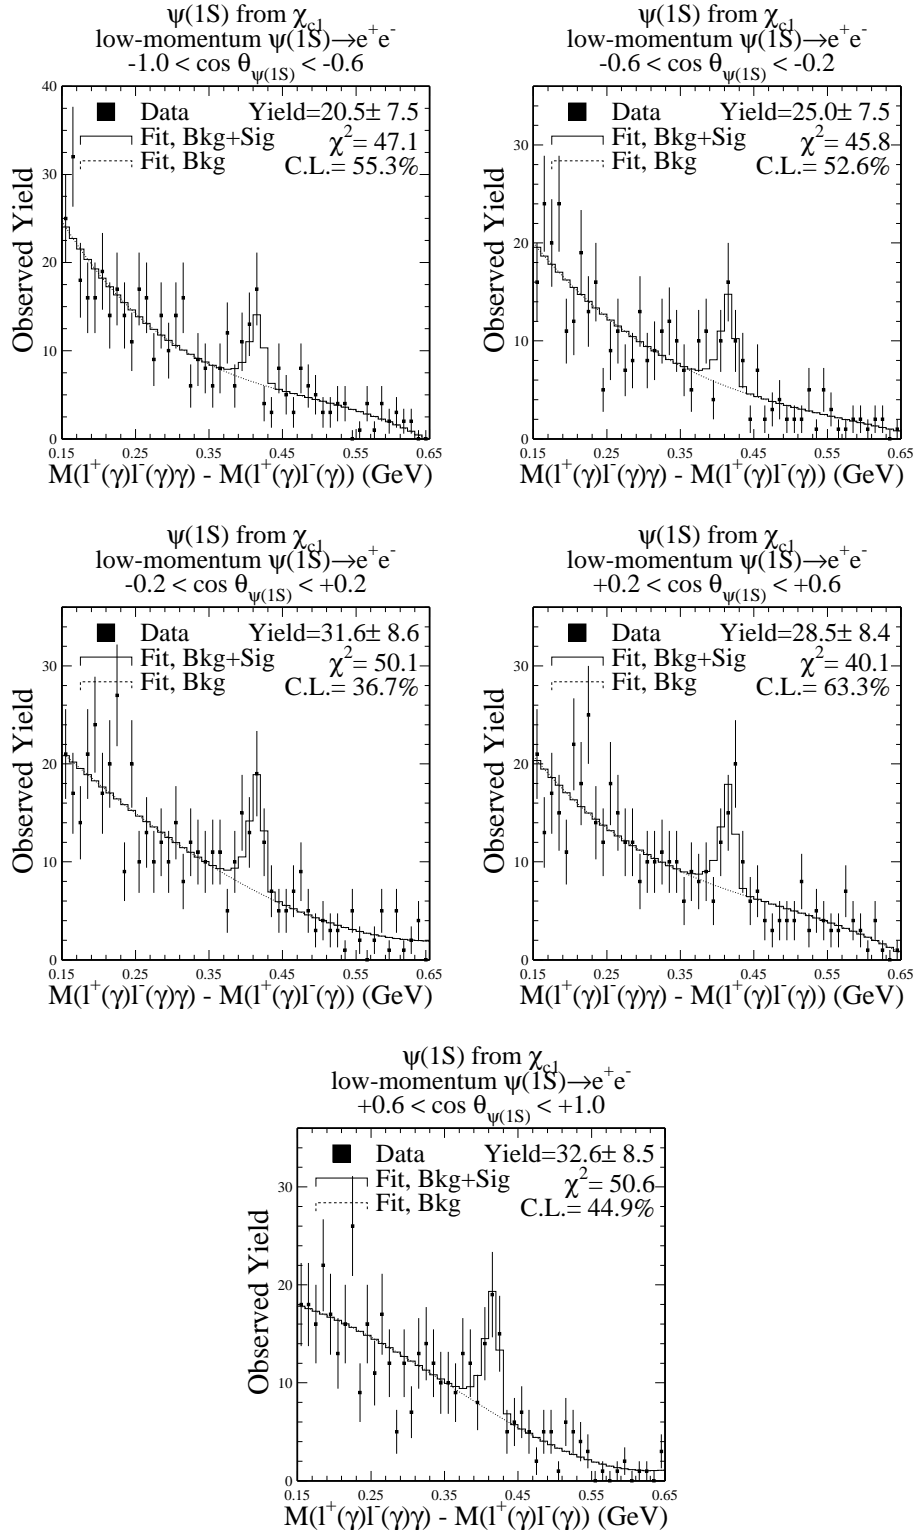 ψ(1S) from χc1
low-momentum ψ(1S)→e+e-
-1.0 < cos θψ(1S) < -0.6
Observed Yield
40
30
20
10
0
Data Yield=20.5± 7.5
Fit, Bkg+Sig χ2= 47.1
Fit, Bkg C.L.= 55.3%
0.15 0.25 0.35 0.45 0.55 0.65
M(l+(γ)l-(γ)γ) - M(l+(γ)l-(γ)) (GeV)
ψ(1S) from χc1
low-momentum ψ(1S)→e+e-
-0.6 < cos θψ(1S) < -0.2
Observed Yield
30
20
10
0
Data Yield=25.0± 7.5
Fit, Bkg+Sig χ2= 45.8
Fit, Bkg C.L.= 52.6%
0.15 0.25 0.35 0.45 0.55 0.65
M(l+(γ)l-(γ)γ) - M(l+(γ)l-(γ)) (GeV)
ψ(1S) from χc1
low-momentum ψ(1S)→e+e-
-0.2 < cos θψ(1S) < +0.2
Observed Yield
30
20
10
0
Data Yield=31.6± 8.6
Fit, Bkg+Sig χ2= 50.1
Fit, Bkg C.L.= 36.7%
0.15 0.25 0.35 0.45 0.55 0.65
M(l+(γ)l-(γ)γ) - M(l+(γ)l-(γ)) (GeV)
ψ(1S) from χc1
low-momentum ψ(1S)→e+e-
+0.2 < cos θψ(1S) < +0.6
Observed Yield
30
20
10
0
Data Yield=28.5± 8.4
Fit, Bkg+Sig χ2= 40.1
Fit, Bkg C.L.= 63.3%
0.15 0.25 0.35 0.45 0.55 0.65
M(l+(γ)l-(γ)γ) - M(l+(γ)l-(γ)) (GeV)
ψ(1S) from χc1
low-momentum ψ(1S)→e+e-
+0.6 < cos θψ(1S) < +1.0
Observed Yield
30
20
10
0
Data Yield=32.6± 8.5
Fit, Bkg+Sig χ2= 50.6
Fit, Bkg C.L.= 44.9%
0.15 0.25 0.35 0.45 0.55 0.65
M(l+(γ)l-(γ)γ) - M(l+(γ)l-(γ)) (GeV)